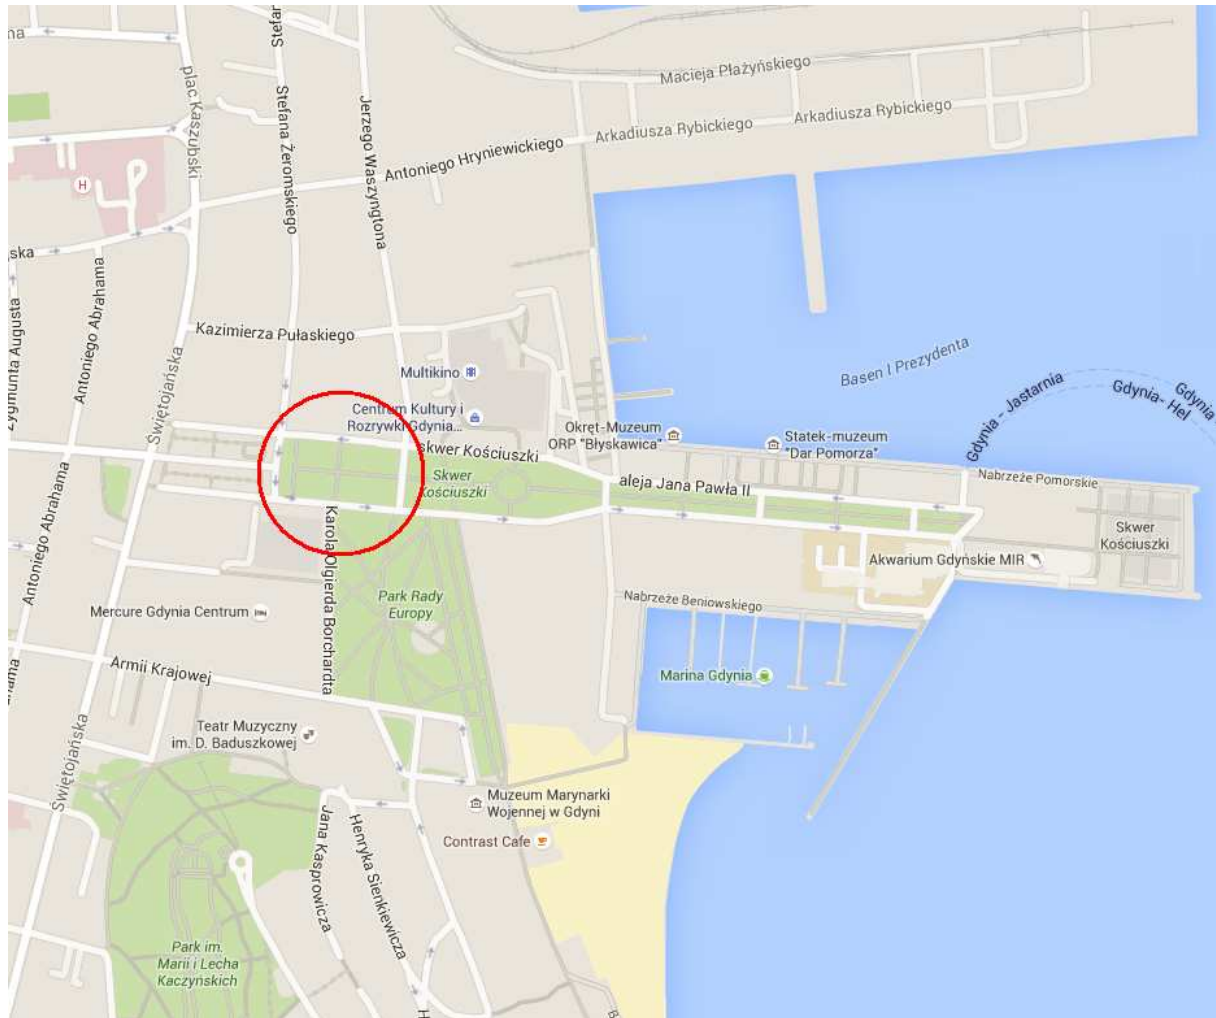 na
Stefana
plac Kaszubski
Stefana Żeromskiego
Jerzego Waszyngtona
Macieja Płażyńskiego
Arkadiusza Rybickiego
Arkadiusza Rybickiego
Antoniego Hryniewickiego
H
ska
Zygmunta Augusta
Antoniego Abrahama
Świętojańska
Kazimierza Pułaskiego
Multikino
Centrum Kultury i
Rozrywki Gdynia...
skwer Kościuszki
Skwer
Kościuszki
Okręt-Muzeum
ORP "Błyskawica"
Statek-muzeum
"Dar Pomorza"
Basen I Prezydenta
Gdynia - Jastarnia
Gdynia- Hel
Gdynia
Nabrzeże Pomorskie
aleja Jana Pawła II
Skwer
Kościuszki
Akwarium Gdyńskie MIR
Antoniego Abrahama
Karola Olgierda Borchardta
Park Rady
Europy
Nabrzeże Beniowskiego
Mercure Gdynia Centrum
Marina Gdynia
Armii Krajowej
Teatr Muzyczny
im. D. Baduszkowej
Świętojańska
Muzeum Marynarki
Wojennej w Gdyni
Contrast Cafe
Jana Kasprowicza
Henryka Sienkiewicza
Park im.
Marii i Lecha
Kaczyńskich
H
B